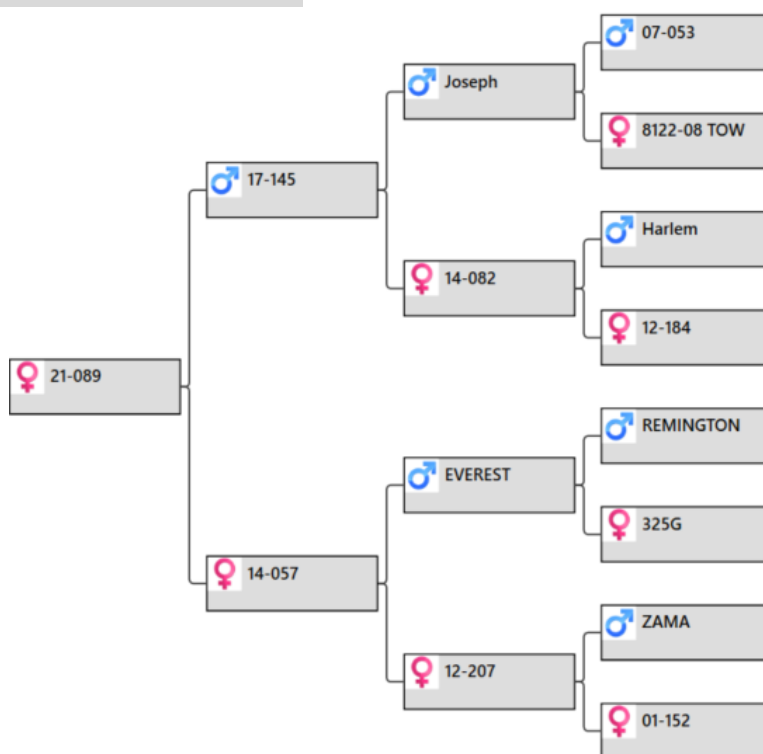 07-053
Joseph
8122-08 TOW
17-145
Harlem
14-082
12-184
21-089
REMINGTON
EVEREST
325G
14-057
ZAMA
12-207
01-152